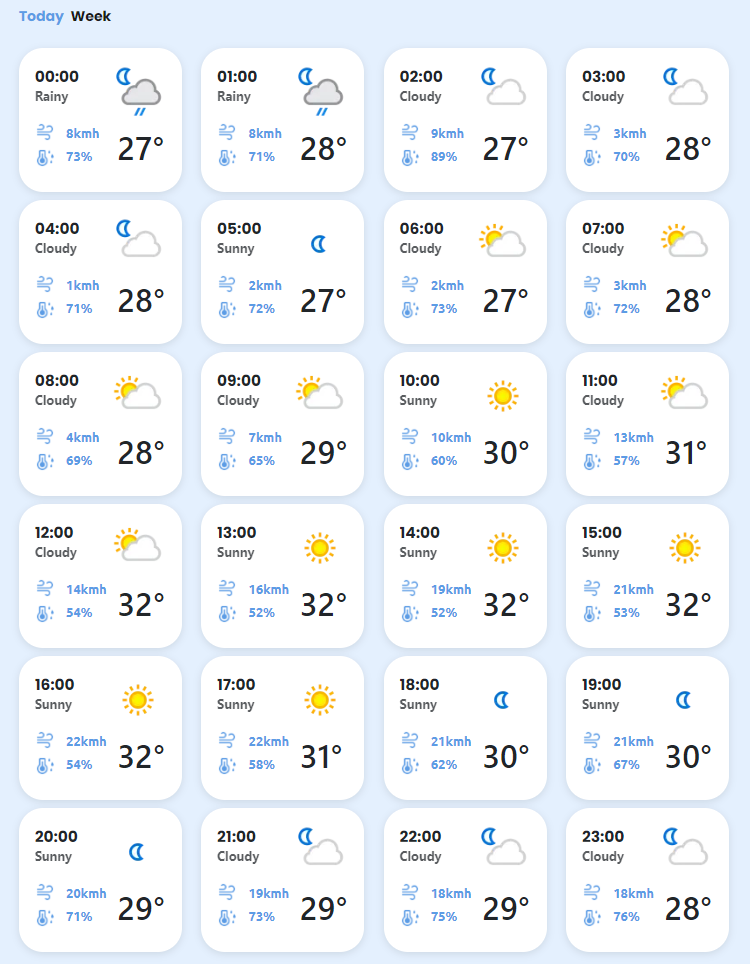 Today Week
00:00
Rainy
8kmh
73%
27°
01:00
Rainy
8kmh
71%
28°
02:00
Cloudy
9kmh
89%
27°
03:00
Cloudy
3kmh
70%
28°
04:00
Cloudy
1kmh
71%
28°
05:00
Sunny
2kmh
72%
27°
06:00
Cloudy
2kmh
73%
27°
07:00
Cloudy
3kmh
72%
28°
08:00
Cloudy
4kmh
69%
28°
09:00
Cloudy
7kmh
65%
29°
10:00
Sunny
10kmh
60%
30°
11:00
Cloudy
13kmh
57%
31°
12:00
Cloudy
14kmh
54%
32°
13:00
Sunny
16kmh
52%
32°
14:00
Sunny
19kmh
52%
32°
15:00
Sunny
21kmh
53%
32°
16:00
Sunny
22kmh
54%
32°
17:00
Sunny
22kmh
58%
31°
18:00
Sunny
21kmh
62%
30°
19:00
Sunny
21kmh
67%
30°
20:00
Sunny
20kmh
71%
29°
21:00
Cloudy
19kmh
73%
29°
22:00
Cloudy
18kmh
75%
29°
23:00
Cloudy
18kmh
76%
28°